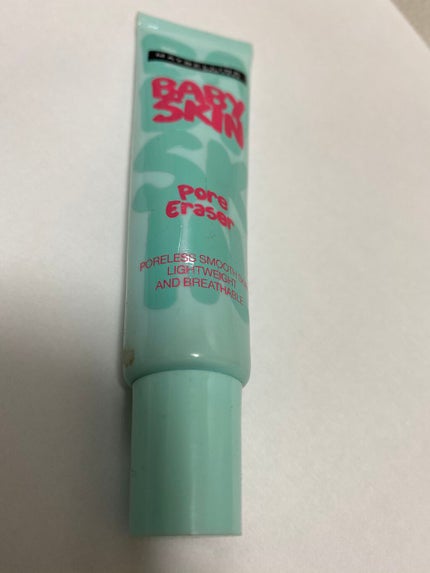 MAYBELLINE
BABY
SKIN
Pore
Eraser
PORELESS SMOOTH
LIGHTWEIGHT
AND BREATHABLE